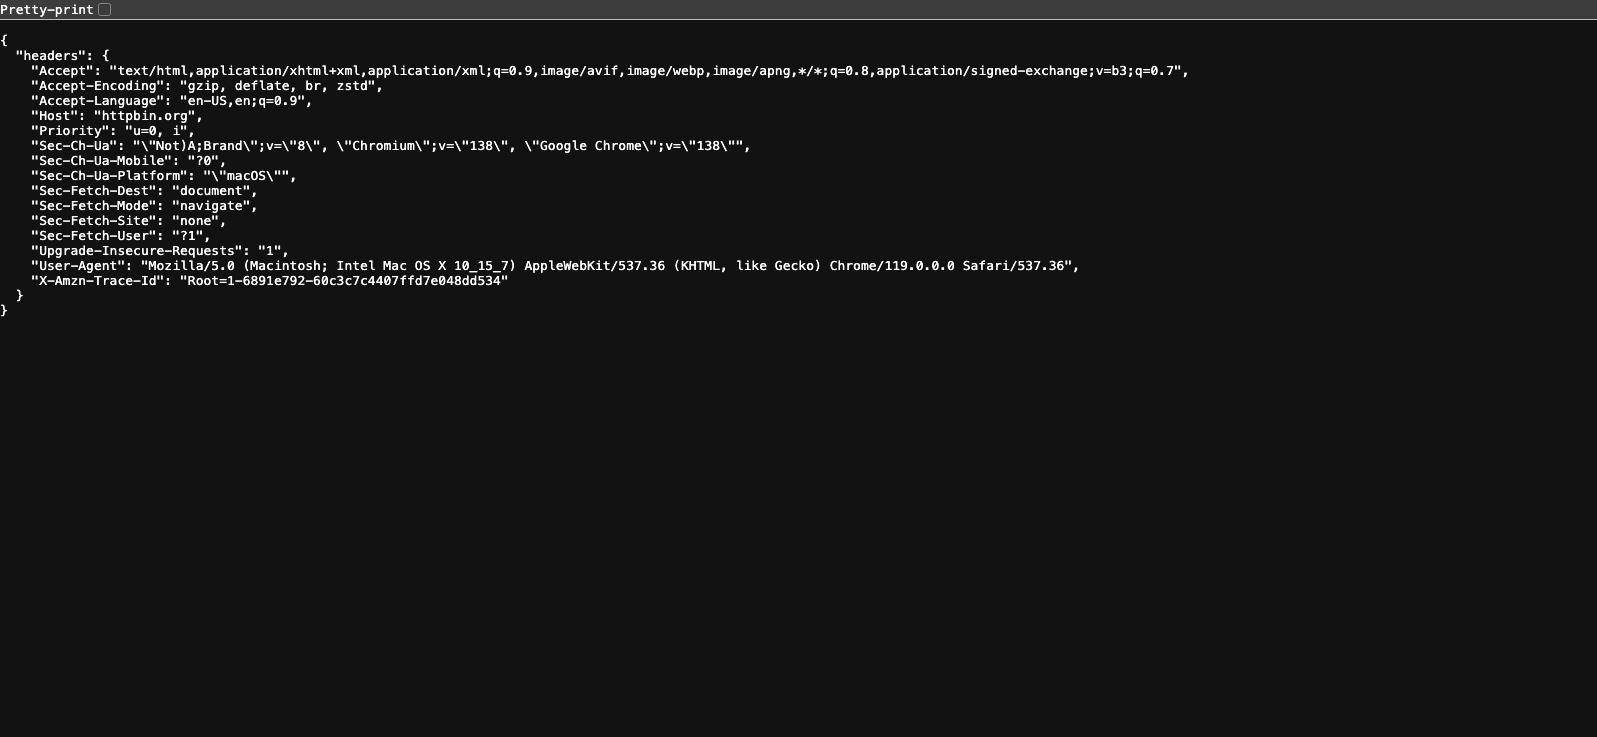 Pretty-print
{
  "headers": {
    "Accept": "text/html,application/xhtml+xml,application/xml;q=0.9,image/avif,image/webp,image/apng,*/*;q=0.8,application/signed-exchange;v=b3;q=0.7",
    "Accept-Encoding": "gzip, deflate, br, zstd",
    "Accept-Language": "en-US,en;q=0.9",
    "Host": "httpbin.org",
    "Priority": "u=0, i",
    "Sec-Ch-Ua": "\"Not)A;Brand\";v=\"8\", \"Chromium\";v=\"138\", \"Google Chrome\";v=\"138\"",
    "Sec-Ch-Ua-Mobile": "?0",
    "Sec-Ch-Ua-Platform": "\"macOS\"",
    "Sec-Fetch-Dest": "document",
    "Sec-Fetch-Mode": "navigate",
    "Sec-Fetch-Site": "none",
    "Sec-Fetch-User": "?1",
    "Upgrade-Insecure-Requests": "1",
    "User-Agent": "Mozilla/5.0 (Macintosh; Intel Mac OS X 10_15_7) AppleWebKit/537.36 (KHTML, like Gecko) Chrome/119.0.0.0 Safari/537.36",
    "X-Amzn-Trace-Id": "Root=1-6891e792-60c3c7c4407ffd7e048dd534"
  }
}